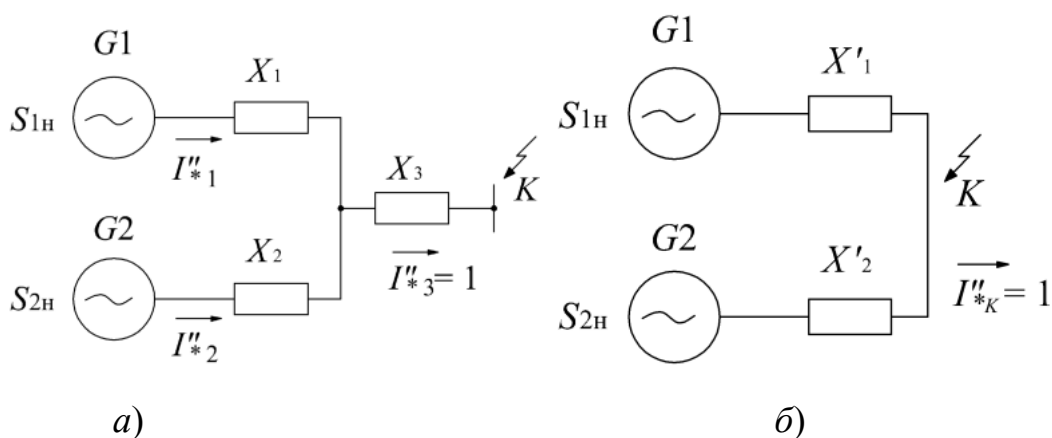 G1
X₁
S₁н
I″*₁
X₃
K
G2
X₂
I″*₃= 1
S₂н
I″*₂
а)
G1
X'₁
S₁н
K
G2
X'₂
S₂н
I″*K= 1
б)